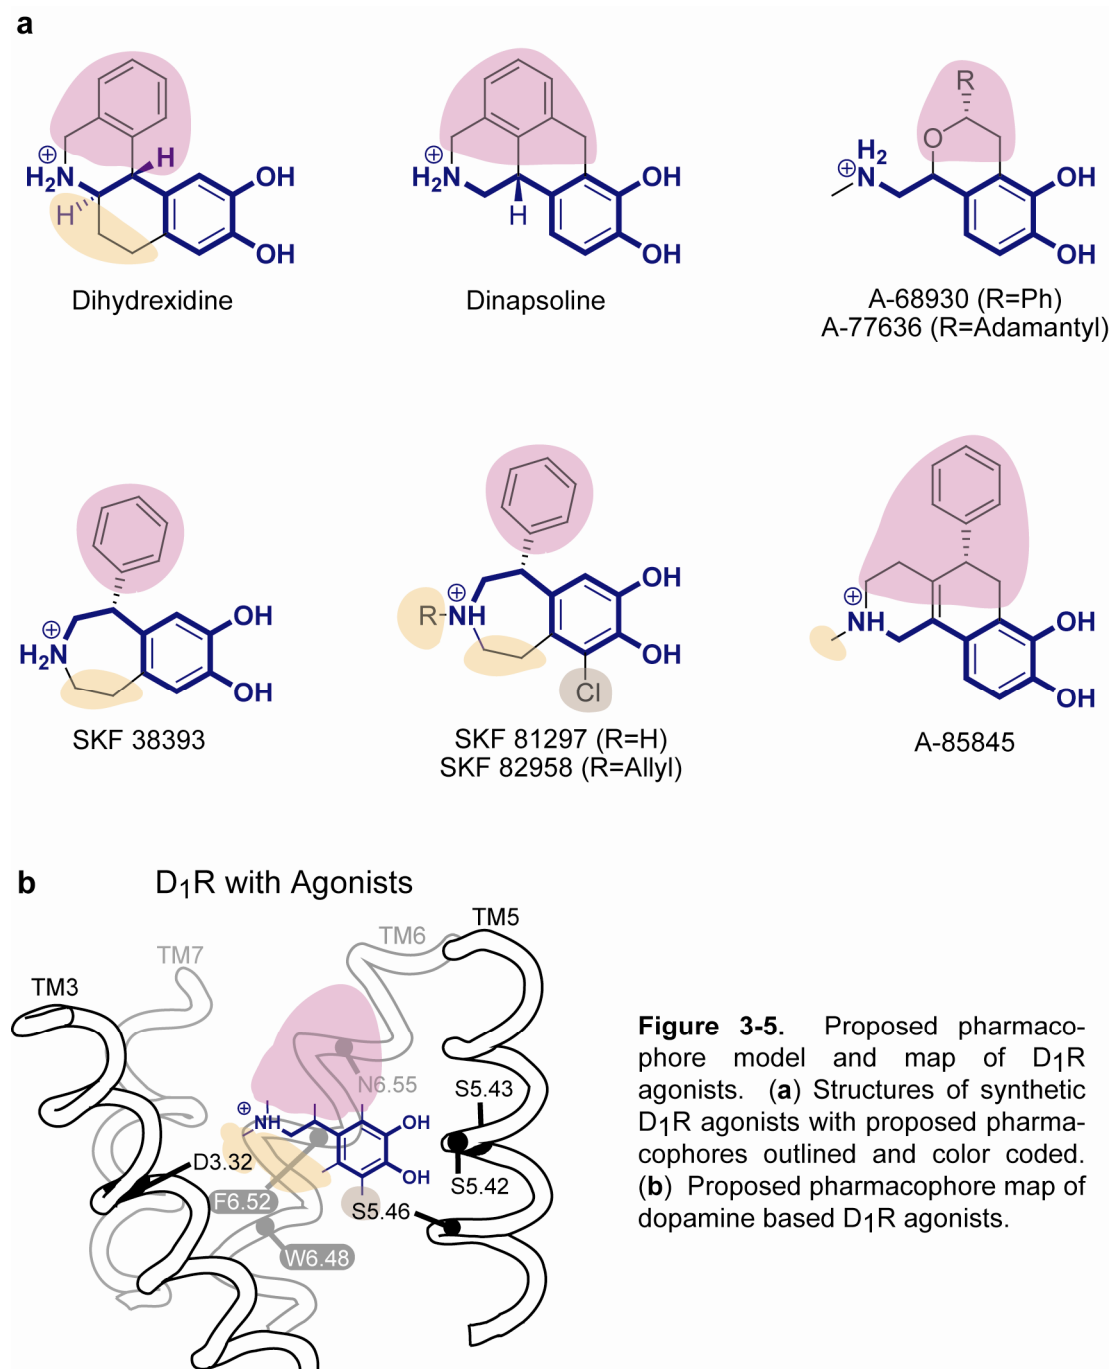 a
R
O
H
⊕
H2N
H
OH
OH
⊕
H2N
H
OH
OH
H2
⊕
N
OH
OH
Dihydrexidine
Dinapsoline
A-68930 (R=Ph)
A-77636 (R=Adamantyl)
⊕
H2N
OH
OH
⊕
R-NH
OH
OH
Cl
⊕
NH
OH
OH
SKF 38393
SKF 81297 (R=H)
SKF 82958 (R=Allyl)
A-85845
b
D1R with Agonists
TM5
TM6
TM7
TM3
N6.55
S5.43
⊕
NH
OH
OH
D3.32
S5.42
F6.52
S5.46
W6.48
Figure 3-5. Proposed pharmaco-
phore model and map of D1R
agonists. (a) Structures of synthetic
D1R agonists with proposed pharma-
cophores outlined and color coded.
(b) Proposed pharmacophore map of
dopamine based D1R agonists.